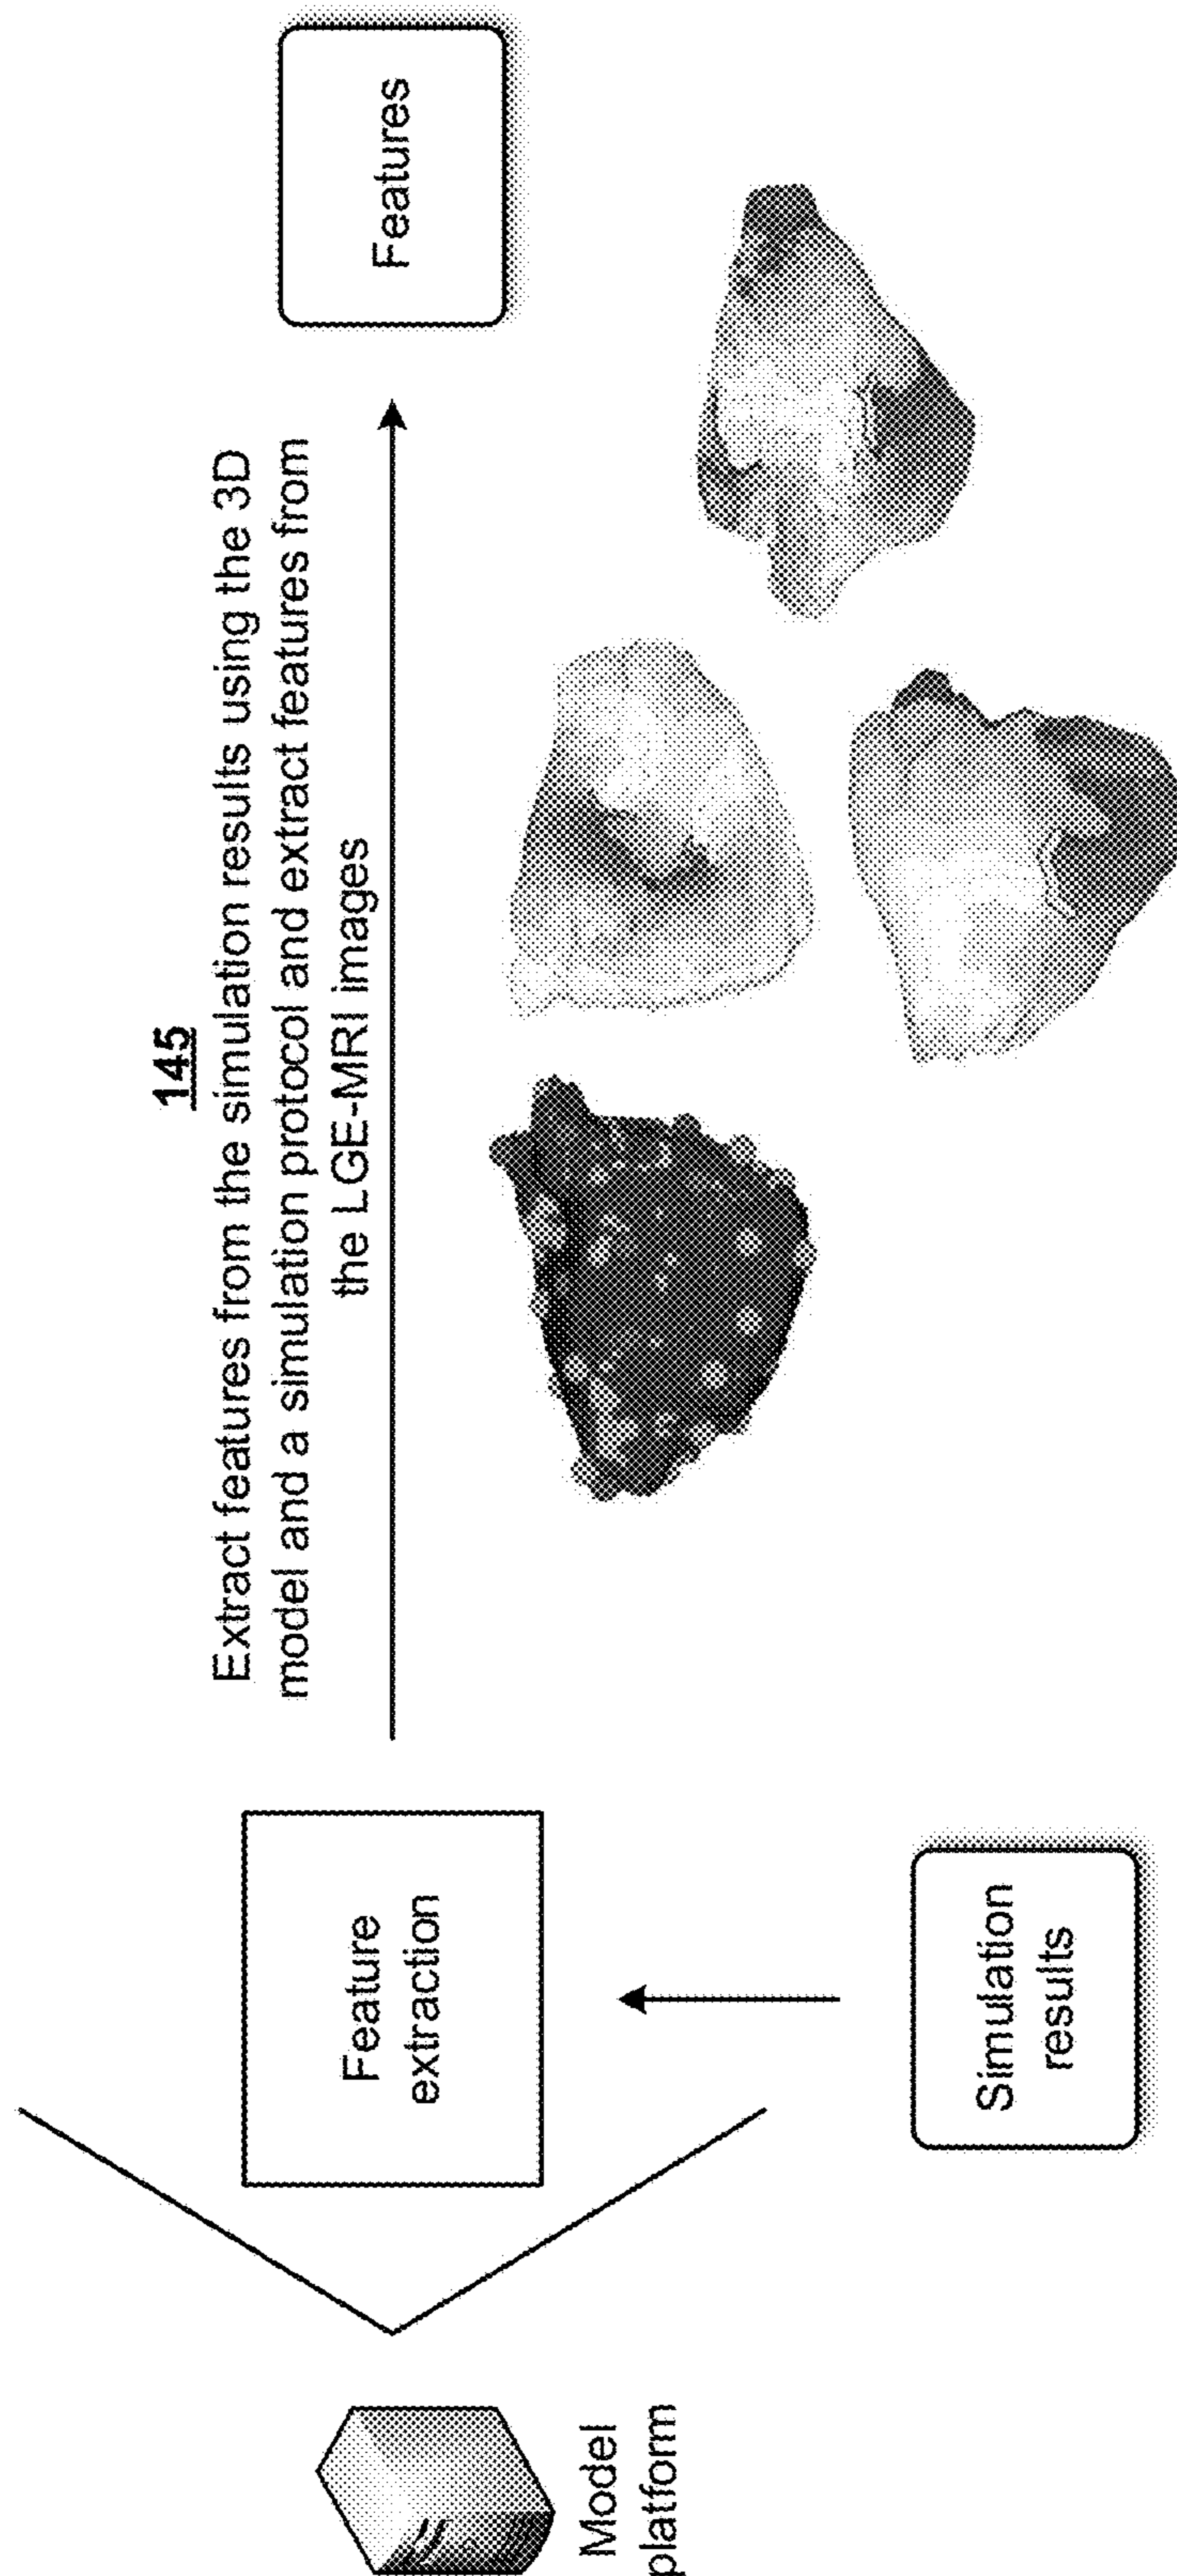 145
Extract features from the simulation results using the 3D
model and a simulation protocol and extract features from
the LGE-MRI images
Model
platform
Feature
extraction
Simulation
results
Features